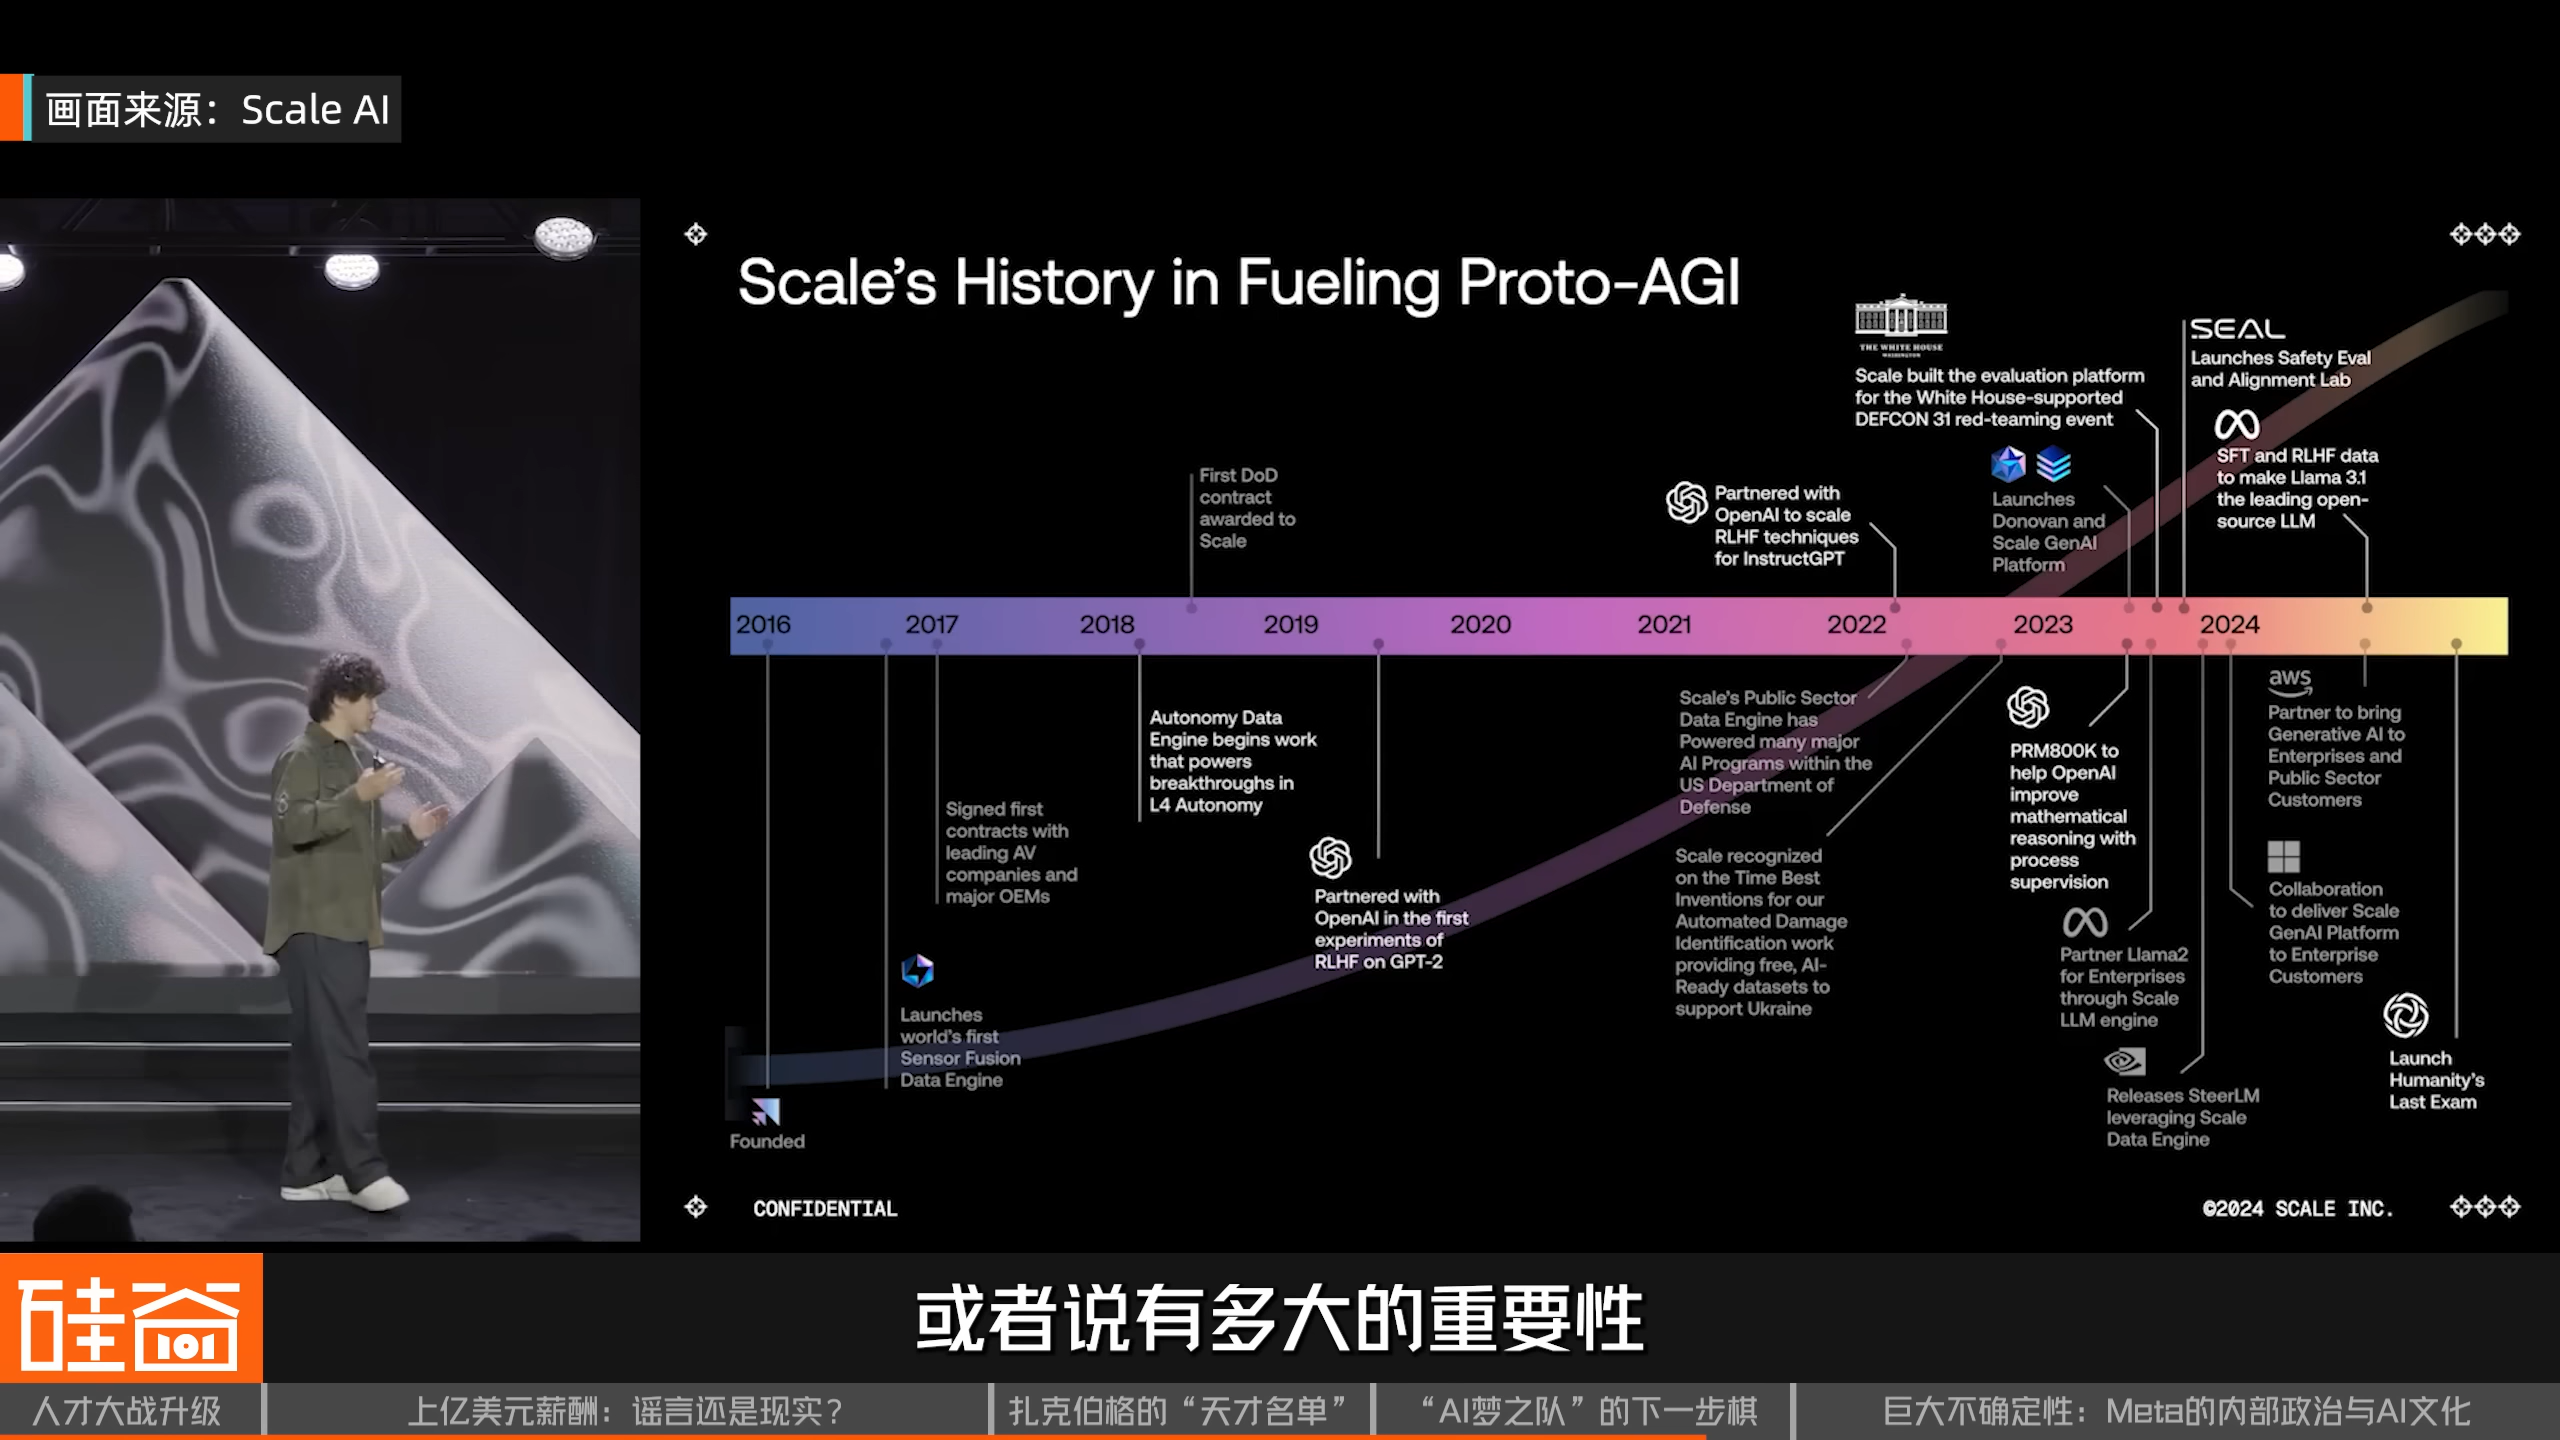 画面来源：Scale AI
Scale's History in Fueling Proto-AGI
THE WHITE HOUSE
WASHINGTON
Scale built the evaluation platform
for the White House-supported
DEFCON 31 red-teaming event
SEAL
Launches Safety Eval
and Alignment Lab
SFT and RLHF data
to make Llama 3.1
the leading open-
source LLM
First DoD
contract
awarded to
Scale
Partnered with
OpenAI to scale
RLHF techniques
for InstructGPT
Launches
Donovan and
Scale GenAI
Platform
2016 2017 2018 2019 2020 2021 2022 2023 2024
Founded
Launches
world's first
Sensor Fusion
Data Engine
Signed first
contracts with
leading AV
companies and
major OEMs
Autonomy Data
Engine begins work
that powers
breakthroughs in
L4 Autonomy
Partnered with
OpenAI in the first
experiments of
RLHF on GPT-2
Scale's Public Sector
Data Engine has
Powered many major
AI Programs within the
US Department of
Defense
Scale recognized
on the Time Best
Inventions for our
Automated Damage
Identification work
providing free, AI-
Ready datasets to
support Ukraine
PRM800K to
help OpenAI
improve
mathematical
reasoning with
process
supervision
Partner Llama2
for Enterprises
through Scale
LLM engine
Releases SteerLM
leveraging Scale
Data Engine
aws
Partner to bring
Generative AI to
Enterprises and
Public Sector
Customers
Collaboration
to deliver Scale
GenAI Platform
to Enterprise
Customers
Launch
Humanity's
Last Exam
CONFIDENTIAL
©2024 SCALE INC.
硅谷
101
或者说有多大的重要性
人才大战升级
上亿美元薪酬：谣言还是现实？
扎克伯格的“天才名单”
“AI梦之队”的下一步棋
巨大不确定性：Meta的内部政治与AI文化